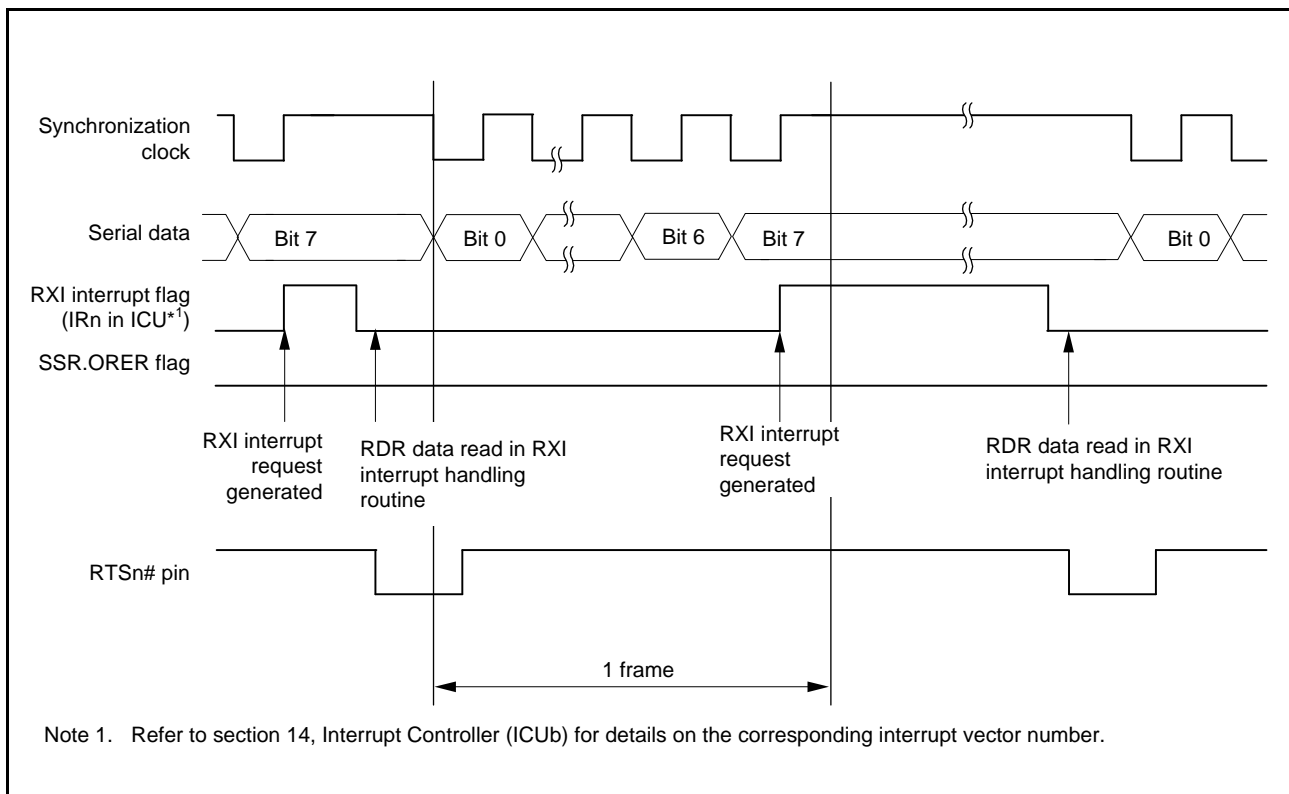 Synchronization
clock
Serial data
Bit 7
Bit 0
Bit 6
Bit 7
Bit 0
RXI interrupt flag
(IRn in ICU*1)
SSR.ORER flag
RXI interrupt
request
generated
RDR data read in RXI
interrupt handling
routine
RXI interrupt
request
generated
RDR data read in RXI
interrupt handling routine
RTSn# pin
1 frame
Note 1. Refer to section 14, Interrupt Controller (ICUb) for details on the corresponding interrupt vector number.